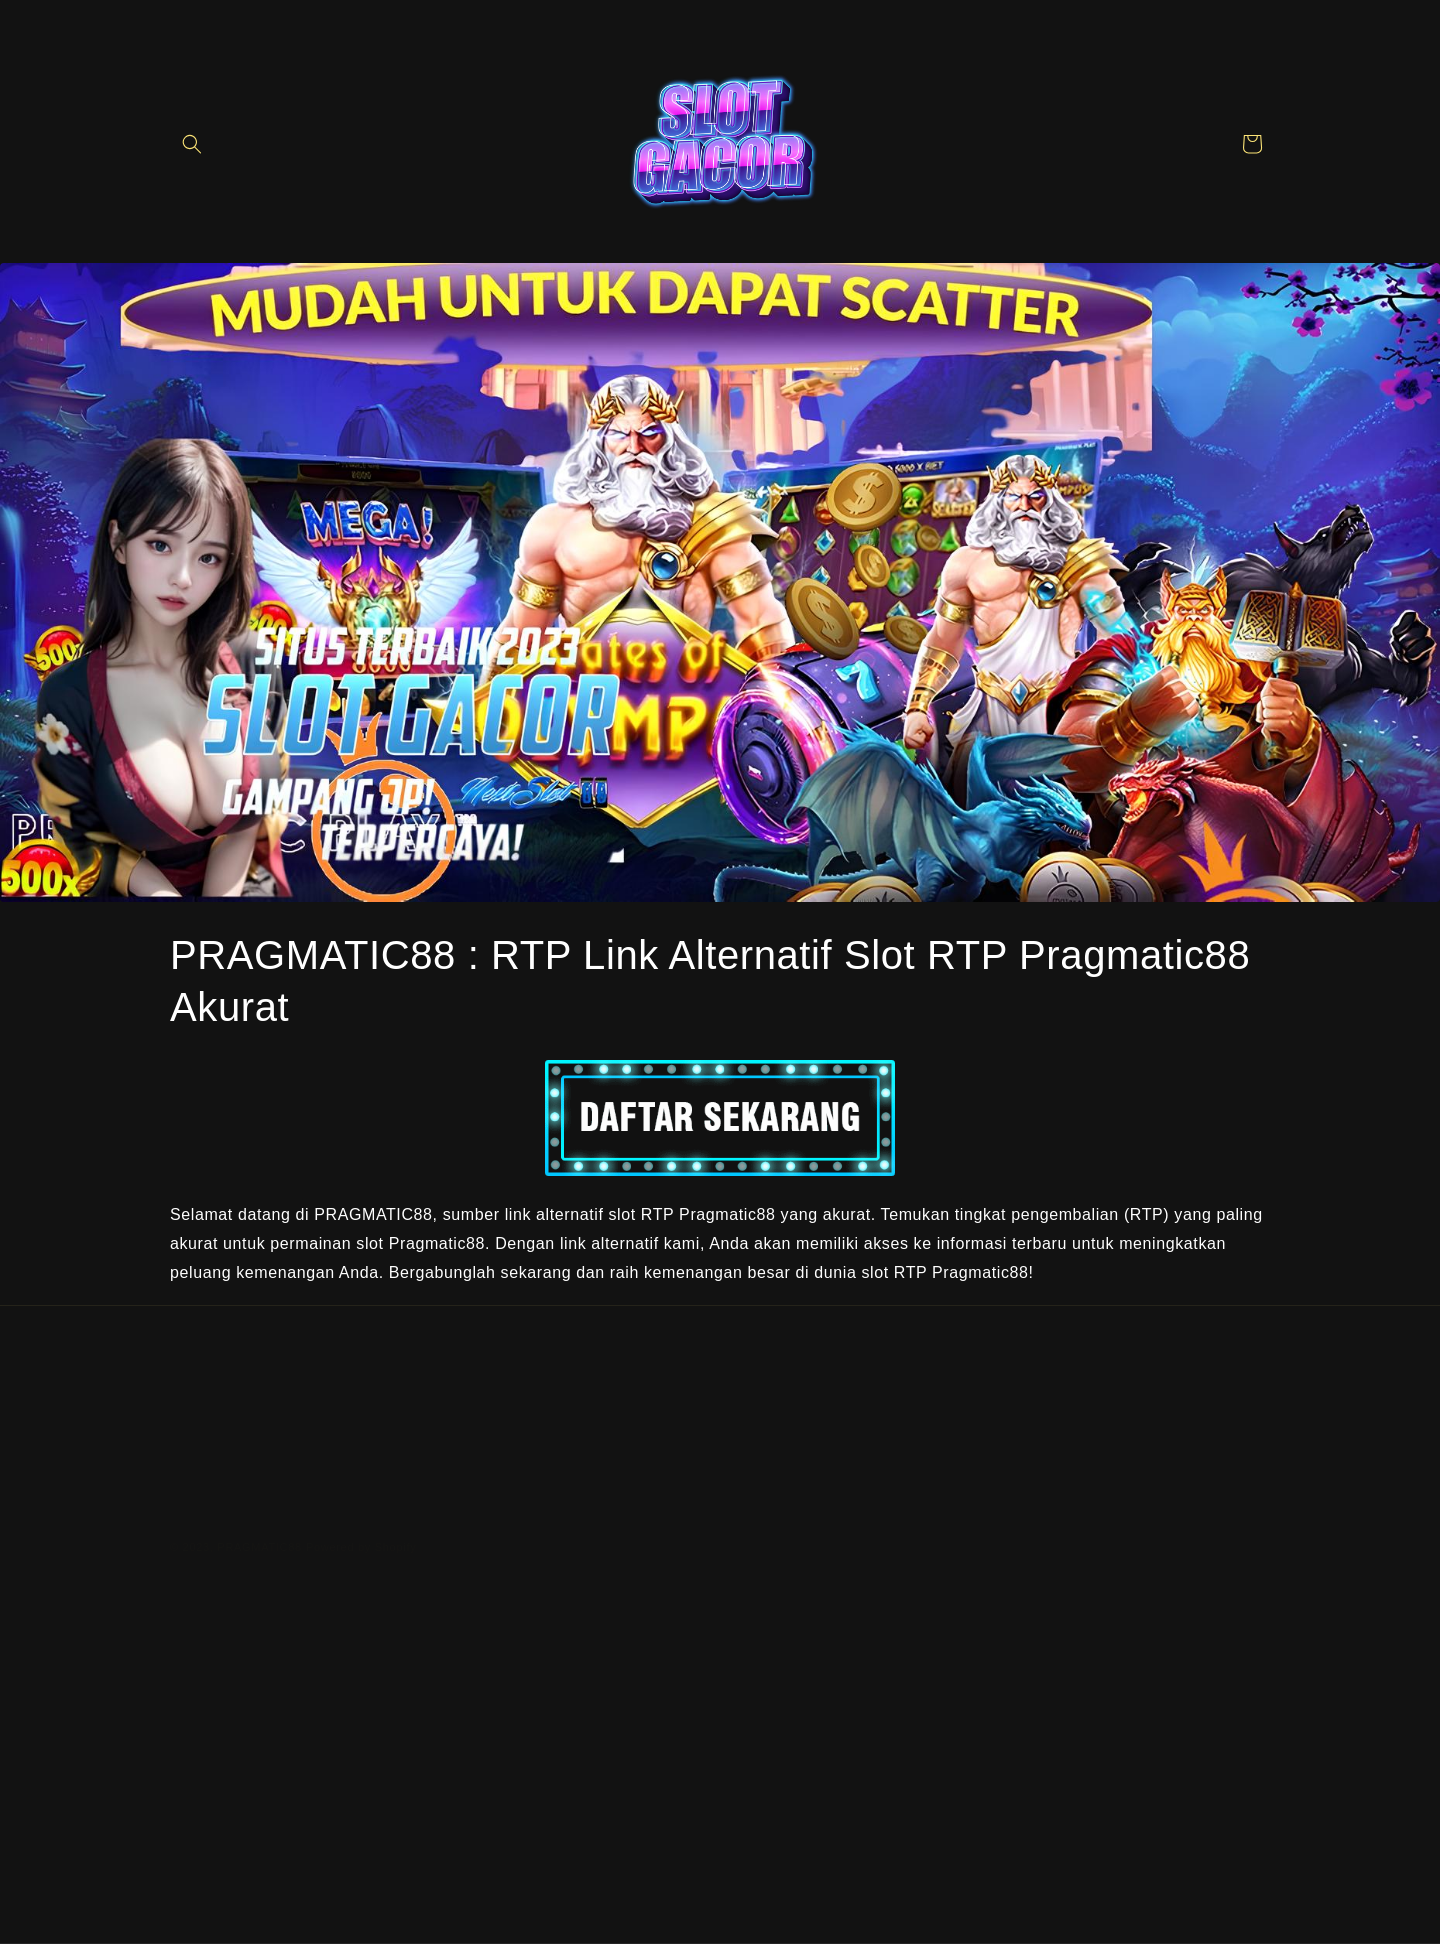 SLOT
GACOR
MUDAH UNTUK DAPAT SCATTER
MEGA!
SITUS TERBAIK 2023
SLOT GACOR
GAMPANG JP!
TERPERCAYA!
500x
PRAGMATIC88 : RTP Link Alternatif Slot RTP Pragmatic88
Akurat
DAFTAR SEKARANG
Selamat datang di PRAGMATIC88, sumber link alternatif slot RTP Pragmatic88 yang akurat. Temukan tingkat pengembalian (RTP) yang paling
akurat untuk permainan slot Pragmatic88. Dengan link alternatif kami, Anda akan memiliki akses ke informasi terbaru untuk meningkatkan
peluang kemenangan Anda. Bergabunglah sekarang dan raih kemenangan besar di dunia slot RTP Pragmatic88!